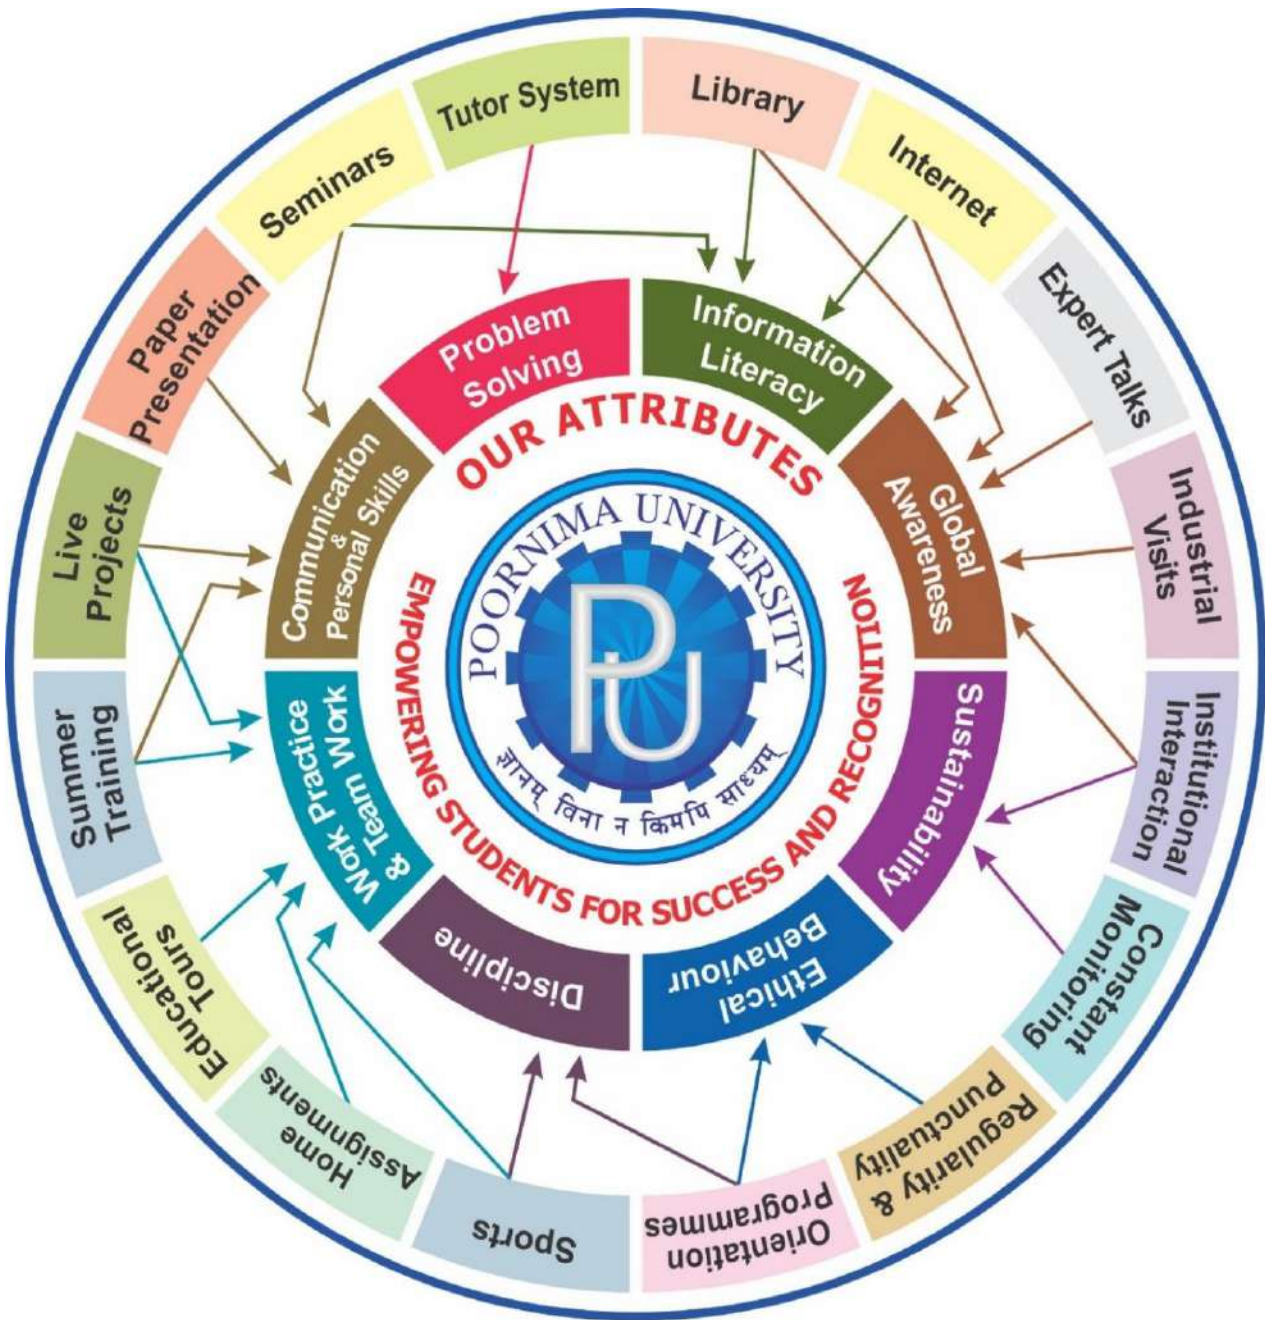 Tutor System
Library
Internet
Expert Talks
Industrial
Visits
Institutional
Interaction
Constant
Monitoring
Regularity &
Punctuality
Orientation
Programmes
Sports
Home
Assignments
Educational
Tours
Summer
Training
Live
Projects
Paper
Presentation
Seminars
Problem
Solving
Information
Literacy
Global
Awareness
Sustainability
Ethical
Behaviour
Discipline
Work Practice
& Team Work
Communication
&
Personal Skills
OUR ATTRIBUTES
EMPOWERING STUDENTS FOR SUCCESS AND RECOGNITION
POORNIMA UNIVERSITY
PU
ज्ञानम् विना न किमपि साध्यम्